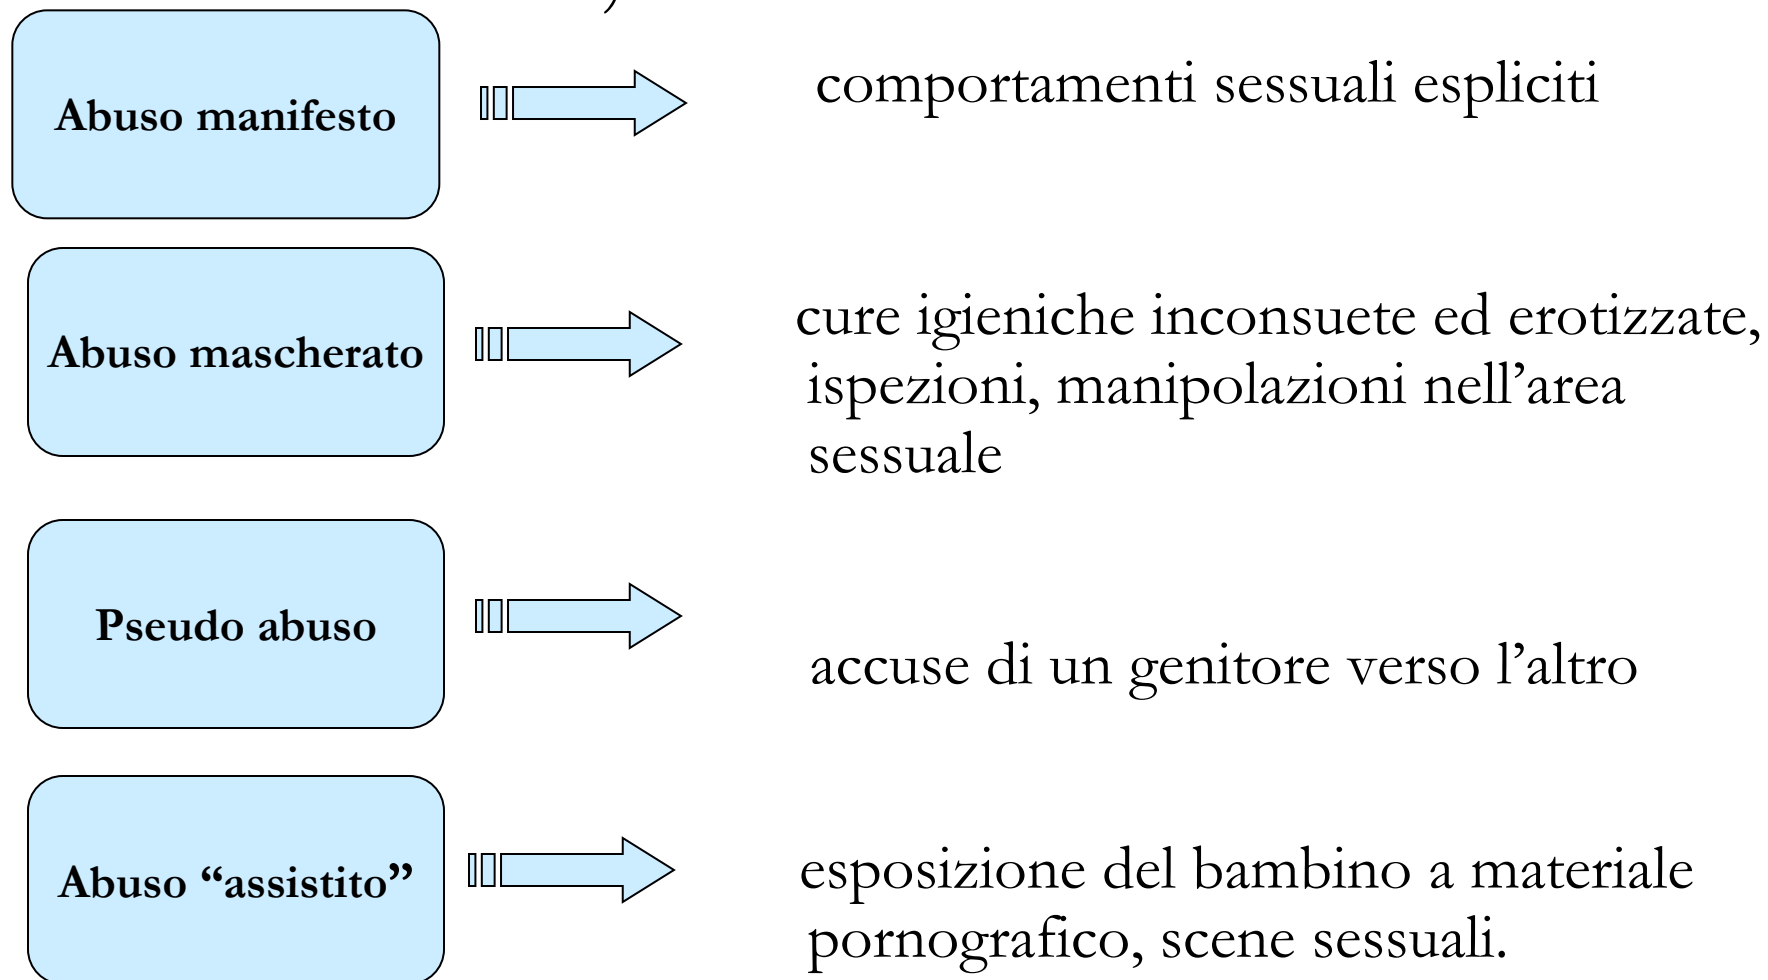 Abuso manifesto
comportamenti sessuali espliciti
Abuso mascherato
cure igieniche inconsuete ed erotizzate,
ispezioni, manipolazioni nell’area
sessuale
Pseudo abuso
accuse di un genitore verso l’altro
Abuso “assistito”
esposizione del bambino a materiale
pornografico, scene sessuali.